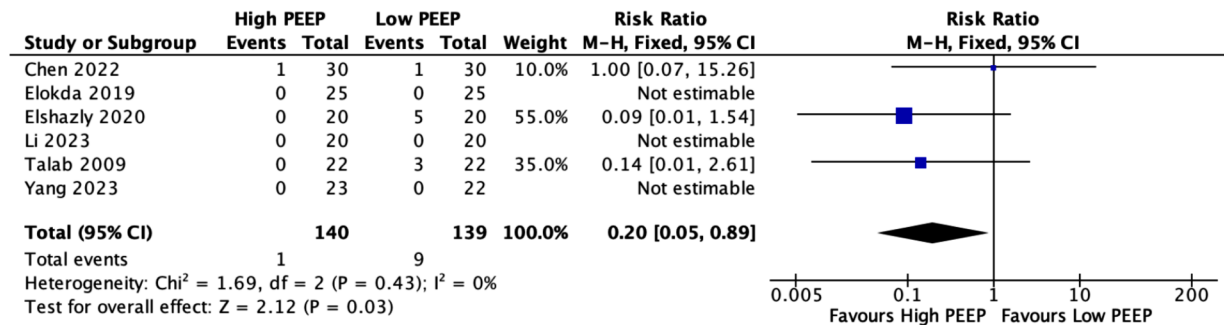 High PEEP Low PEEP Risk Ratio Risk Ratio
Study or Subgroup Events Total Events Total Weight M-H, Fixed, 95% CI M-H, Fixed, 95% CI
Chen 2022 1 30 1 30 10.0% 1.00 [0.07, 15.26]
Elokda 2019 0 25 0 25 Not estimable
Elshazly 2020 0 20 5 20 55.0% 0.09 [0.01, 1.54]
Li 2023 0 20 0 20 Not estimable
Talab 2009 0 22 3 22 35.0% 0.14 [0.01, 2.61]
Yang 2023 0 23 0 22 Not estimable
Total (95% CI) 140 139 100.0% 0.20 [0.05, 0.89]
Total events 1 9
Heterogeneity: Chi² = 1.69, df = 2 (P = 0.43); I² = 0%
Test for overall effect: Z = 2.12 (P = 0.03)
0.005 0.1 1 10 200
Favours High PEEP Favours Low PEEP